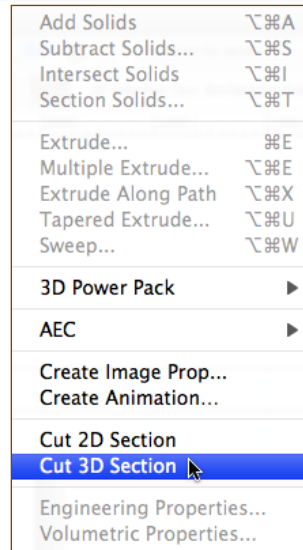 Add Solids ⌥⌘A
Subtract Solids... ⌥⌘S
Intersect Solids ⌥⌘I
Section Solids... ⌥⌘T
Extrude... ⌘E
Multiple Extrude... ⌥⌘E
Extrude Along Path ⌥⌘X
Tapered Extrude... ⌥⌘U
Sweep... ⌥⌘W
3D Power Pack
AEC
Create Image Prop...
Create Animation...
Cut 2D Section
Cut 3D Section
Engineering Properties...
Volumetric Properties...